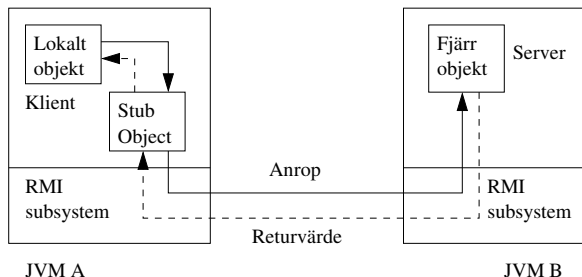 Lokalt
objekt
Klient
Stub
Object
RMI
subsystem
JVM A
Anrop
Returvärde
Fjärr
objekt
Server
RMI
subsystem
JVM B